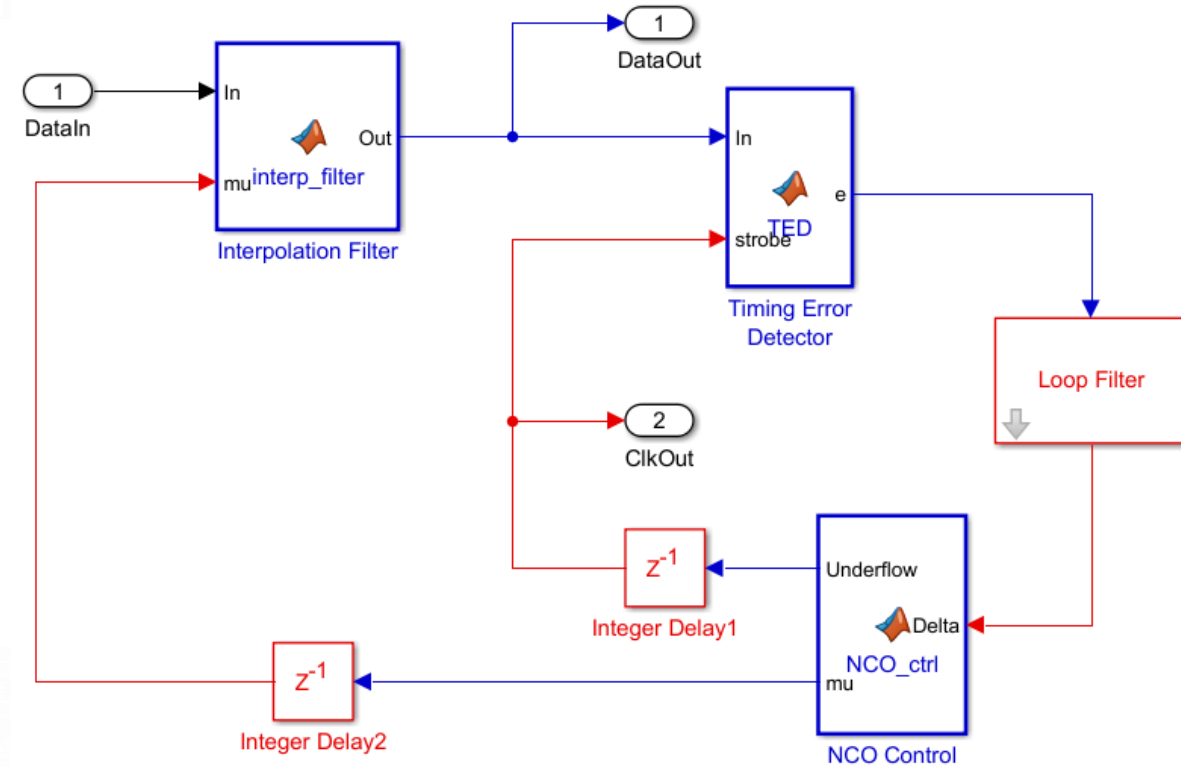 1
DataIn
In
mu
Out
interp_filter
Interpolation Filter
1
DataOut
In
strobe
e
TED
Timing Error
Detector
Loop Filter
2
ClkOut
Z-1
Integer Delay1
Underflow
Delta
NCO_ctrl
mu
NCO Control
Z-1
Integer Delay2